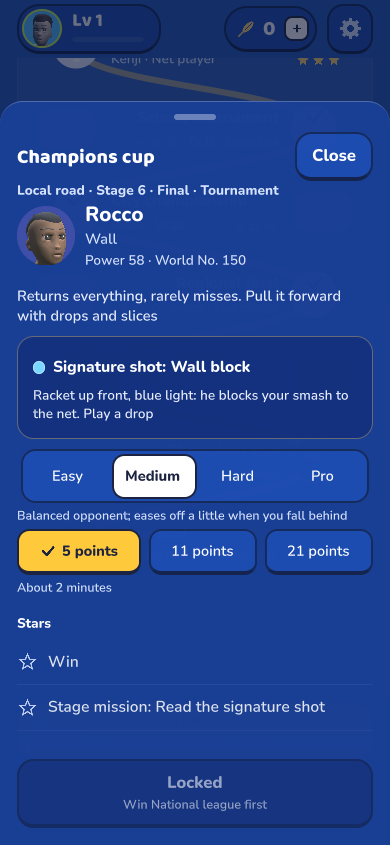 Lv 1
0
+
Kenji · Net player
Champions cup
Close
Local road · Stage 6 · Final · Tournament
Rocco
Wall
Power 58 · World No. 150
Returns everything, rarely misses. Pull it forward
with drops and slices
Signature shot: Wall block
Racket up front, blue light: he blocks your smash to
the net. Play a drop
Easy
Medium
Hard
Pro
Balanced opponent; eases off a little when you fall behind
5 points
11 points
21 points
About 2 minutes
Stars
Win
Stage mission: Read the signature shot
Locked
Win National league first